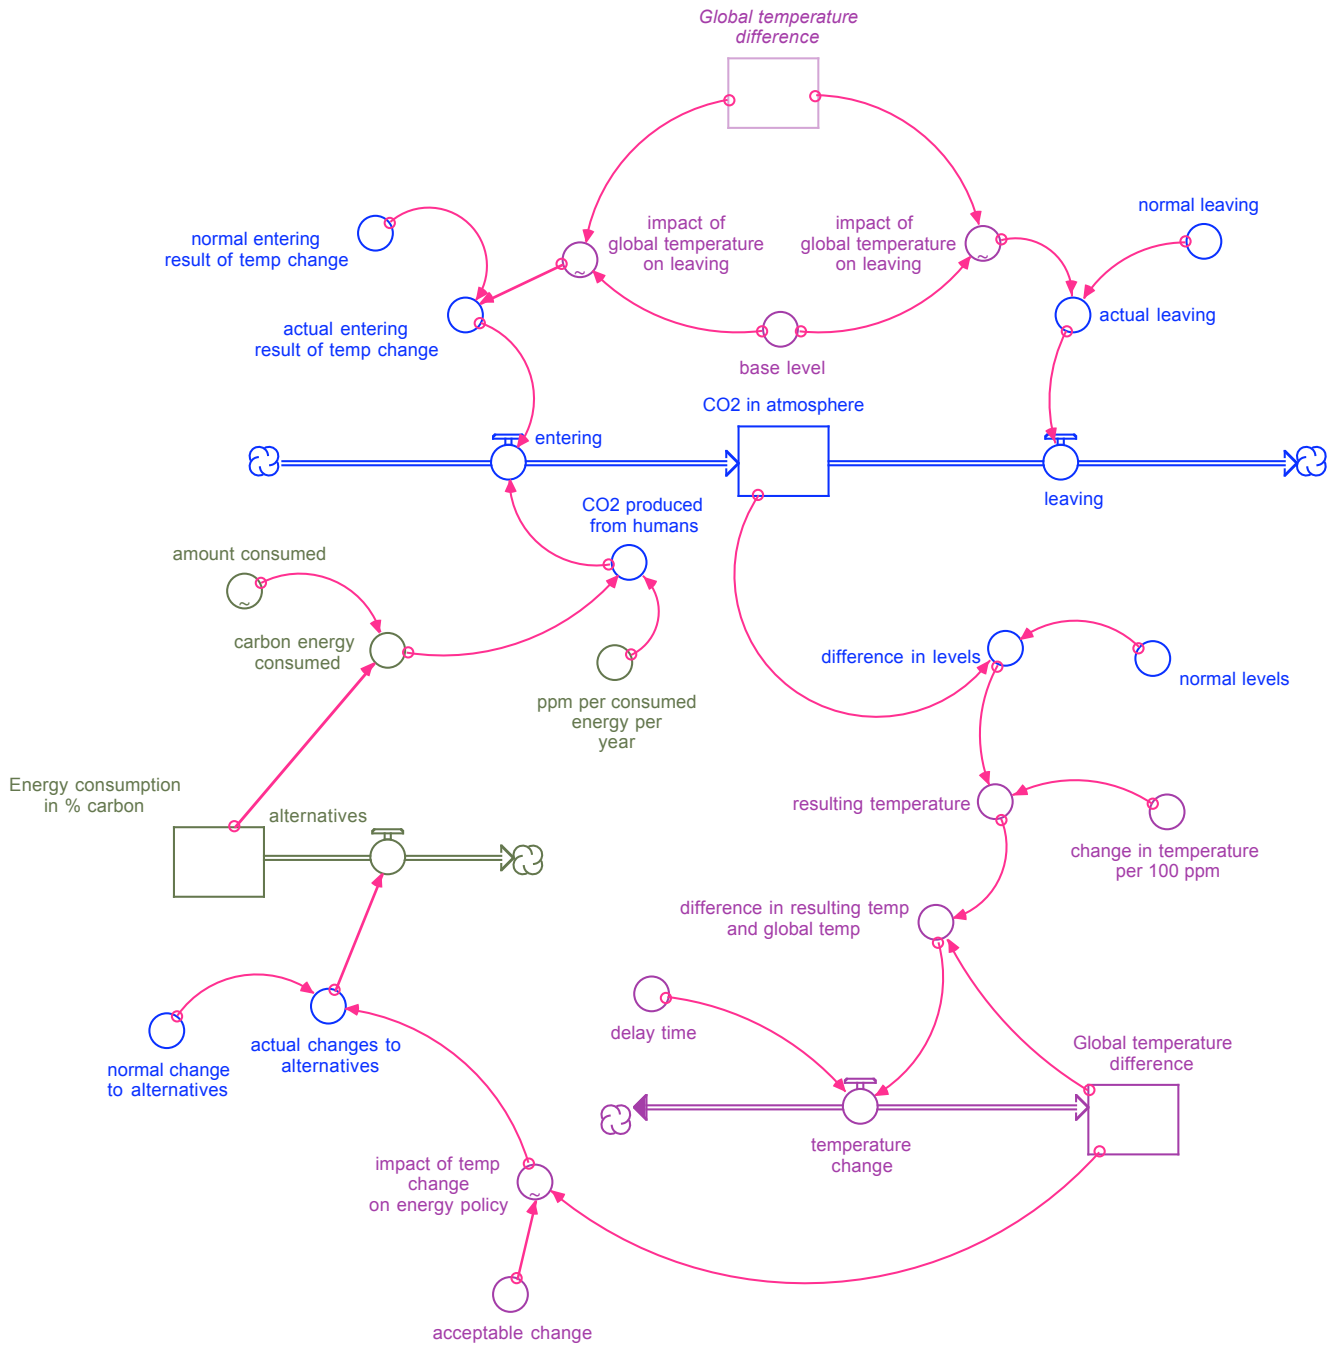 Global temperature
difference
normal entering
result of temp change
impact of
global temperature
on leaving
impact of
global temperature
on leaving
normal leaving
actual entering
result of temp change
actual leaving
base level
CO2 in atmosphere
entering
leaving
CO2 produced
from humans
amount consumed
carbon energy
consumed
difference in levels
normal levels
ppm per consumed
energy per
year
Energy consumption
in % carbon
alternatives
resulting temperature
change in temperature
per 100 ppm
difference in resulting temp
and global temp
delay time
actual changes to
alternatives
normal change
to alternatives
Global temperature
difference
temperature
change
impact of temp
change
on energy policy
acceptable change